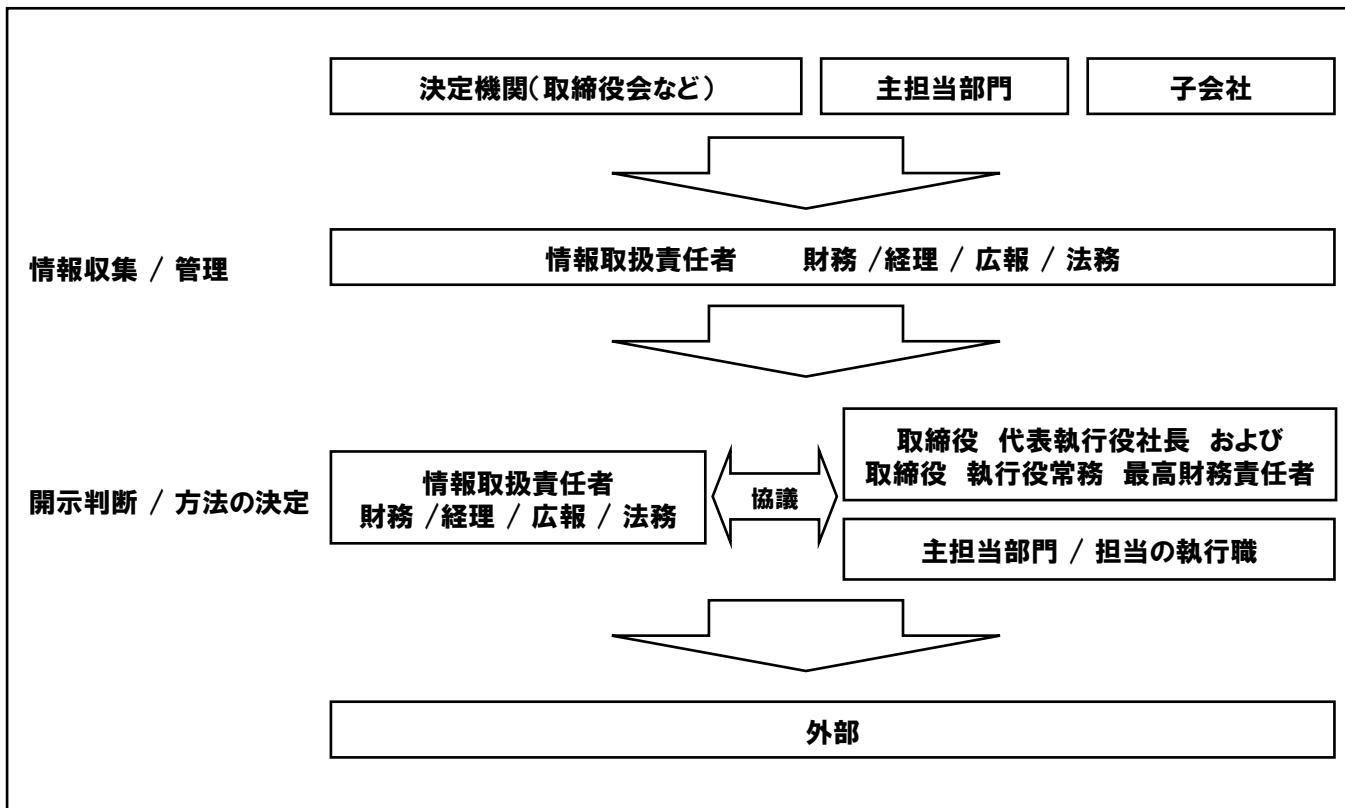 決定機関(取締役会など)
主担当部門
子会社
情報収集 / 管理
情報取扱責任者 財務 /経理 / 広報 / 法務
開示判断 / 方法の決定
情報取扱責任者
財務 /経理 / 広報 / 法務
協議
取締役 代表執行役社長 および
取締役 執行役常務 最高財務責任者
主担当部門 / 担当の執行職
外部